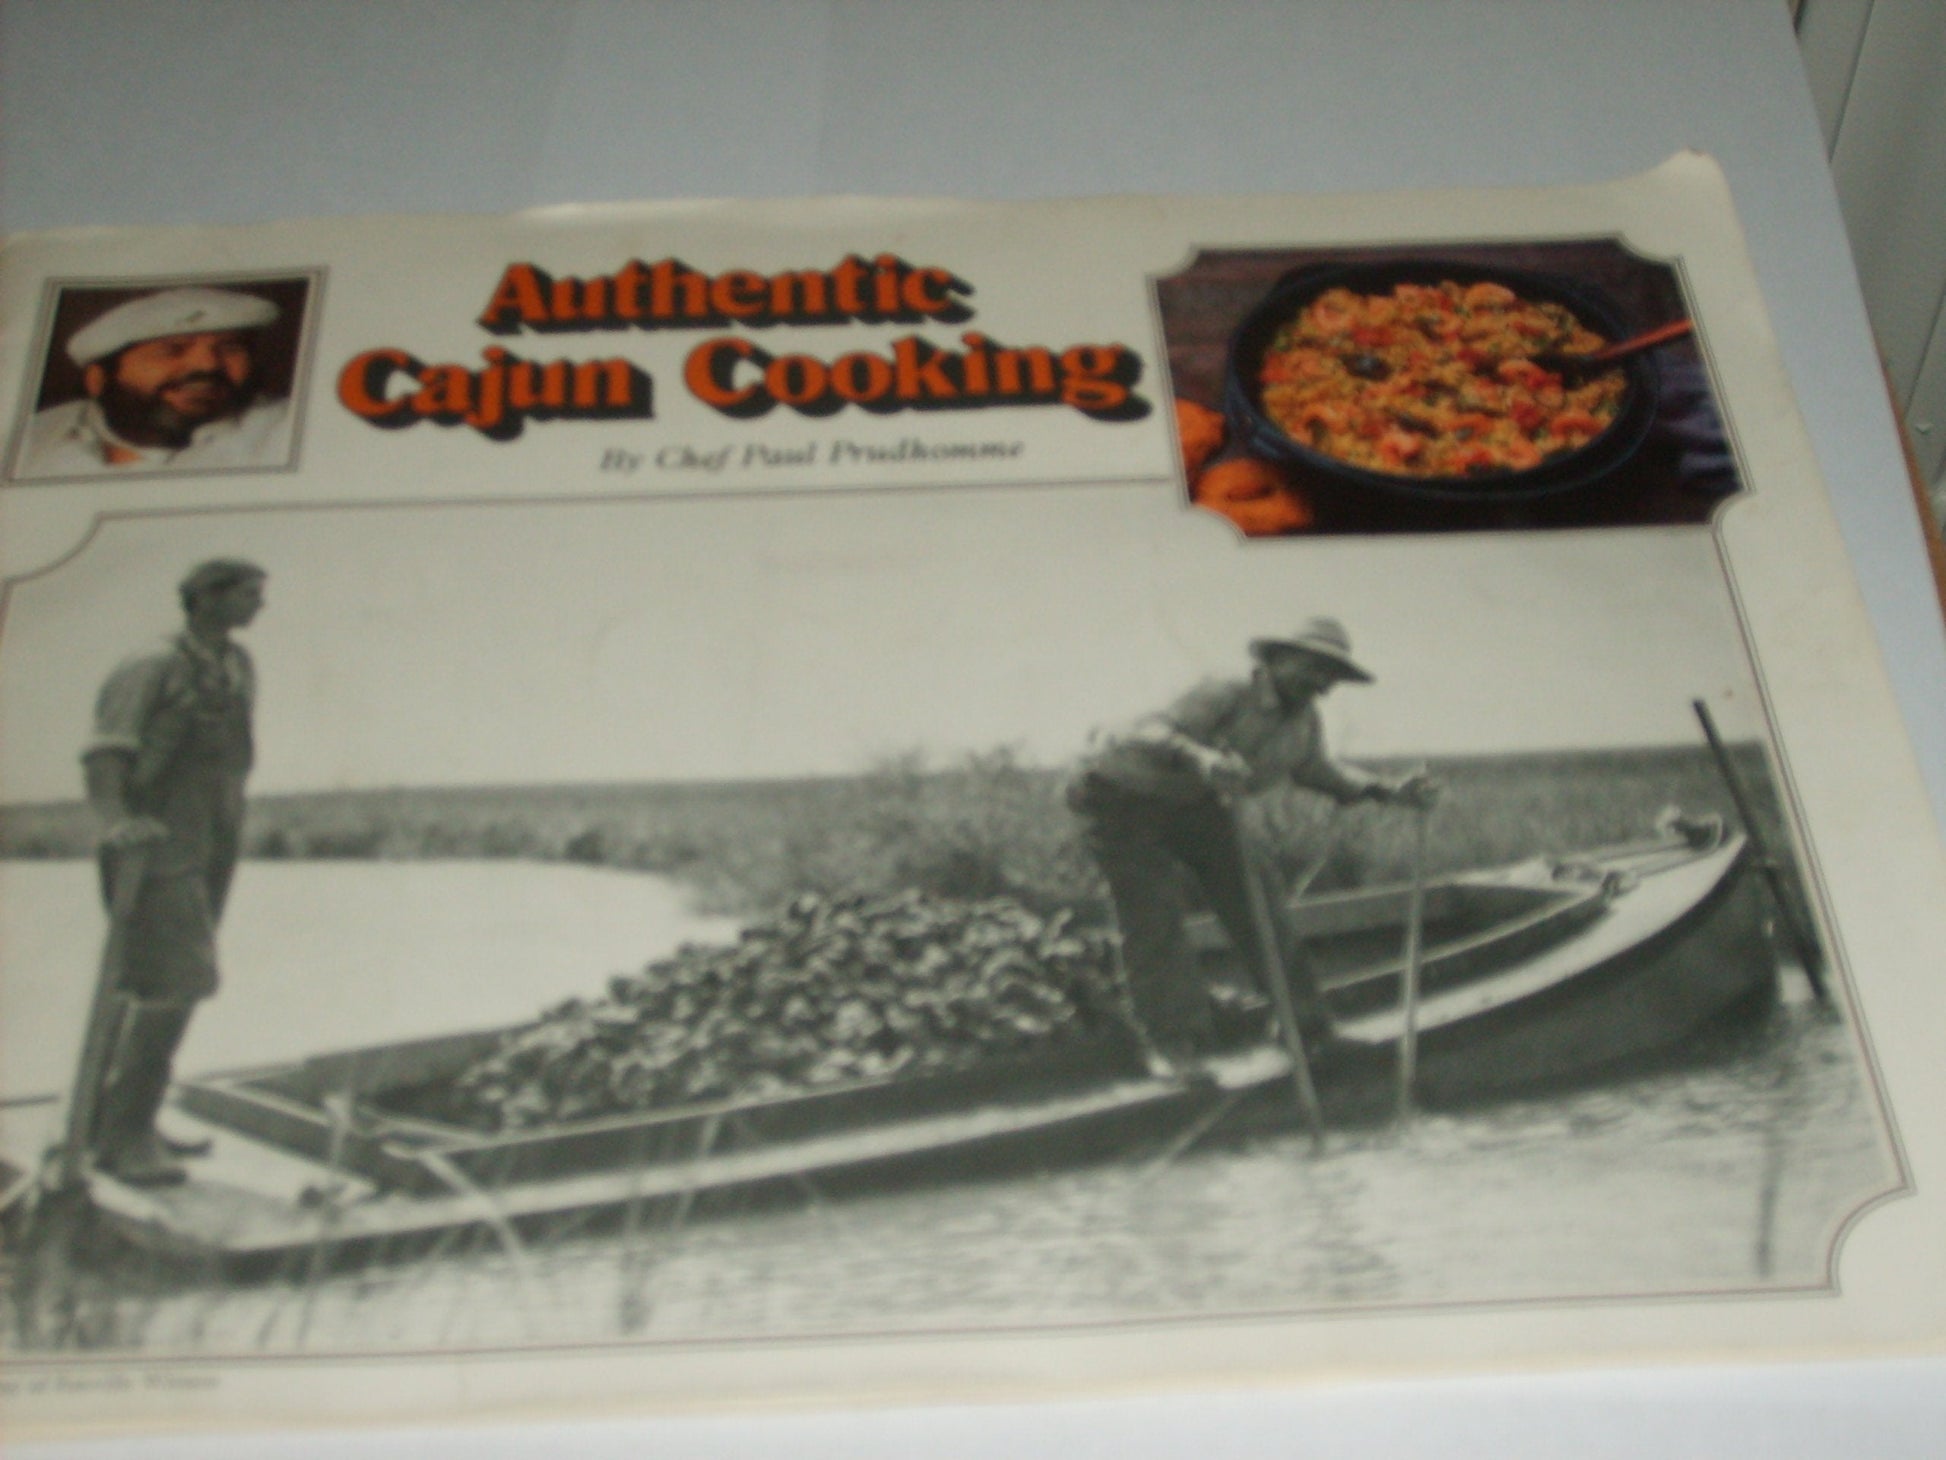 Authentic
Cajun Cooking
By Chef Paul Prudhomme